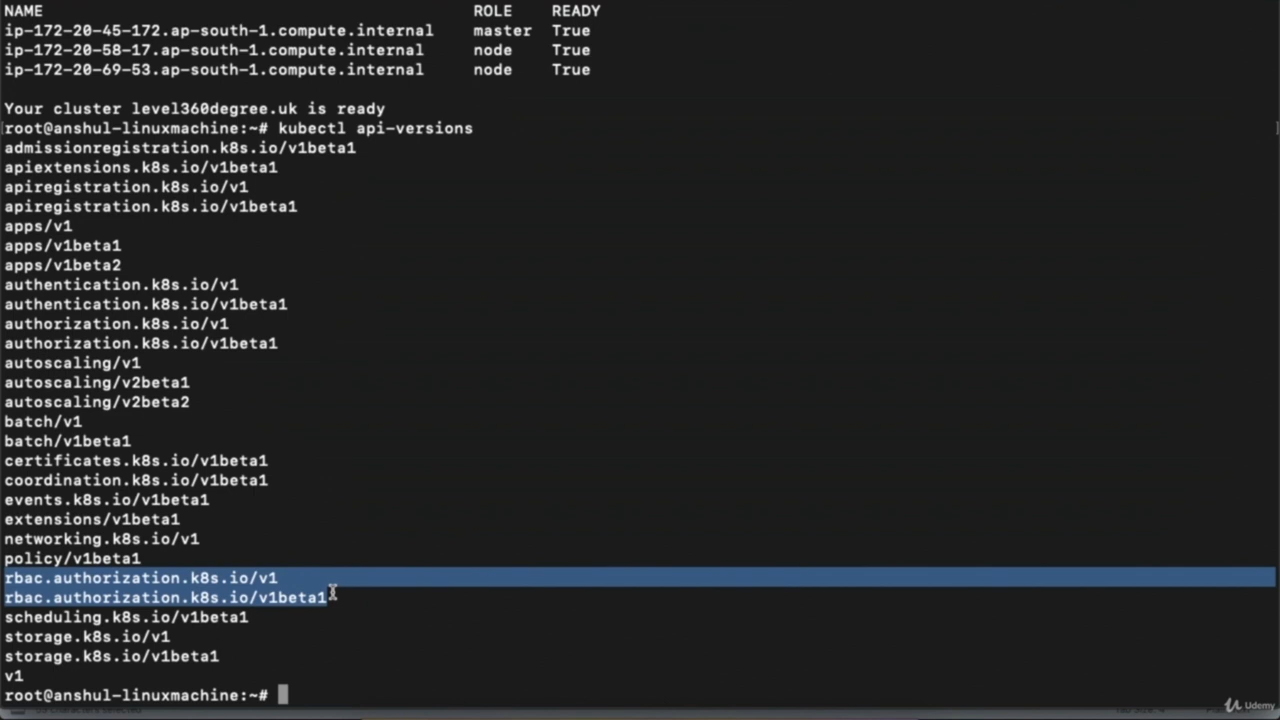 NAME ROLE READY
ip-172-20-45-172.ap-south-1.compute.internal master True
ip-172-20-58-17.ap-south-1.compute.internal node True
ip-172-20-69-53.ap-south-1.compute.internal node True
Your cluster level360degree.uk is ready
root@anshul-linuxmachine:~# kubectl api-versions
admissionregistration.k8s.io/v1beta1
apiextensions.k8s.io/v1beta1
apiregistration.k8s.io/v1
apiregistration.k8s.io/v1beta1
apps/v1
apps/v1beta1
apps/v1beta2
authentication.k8s.io/v1
authentication.k8s.io/v1beta1
authorization.k8s.io/v1
authorization.k8s.io/v1beta1
autoscaling/v1
autoscaling/v2beta1
autoscaling/v2beta2
batch/v1
batch/v1beta1
certificates.k8s.io/v1beta1
coordination.k8s.io/v1beta1
events.k8s.io/v1beta1
extensions/v1beta1
networking.k8s.io/v1
policy/v1beta1
rbac.authorization.k8s.io/v1
rbac.authorization.k8s.io/v1beta1
scheduling.k8s.io/v1beta1
storage.k8s.io/v1
storage.k8s.io/v1beta1
v1
root@anshul-linuxmachine:~#
Udemy